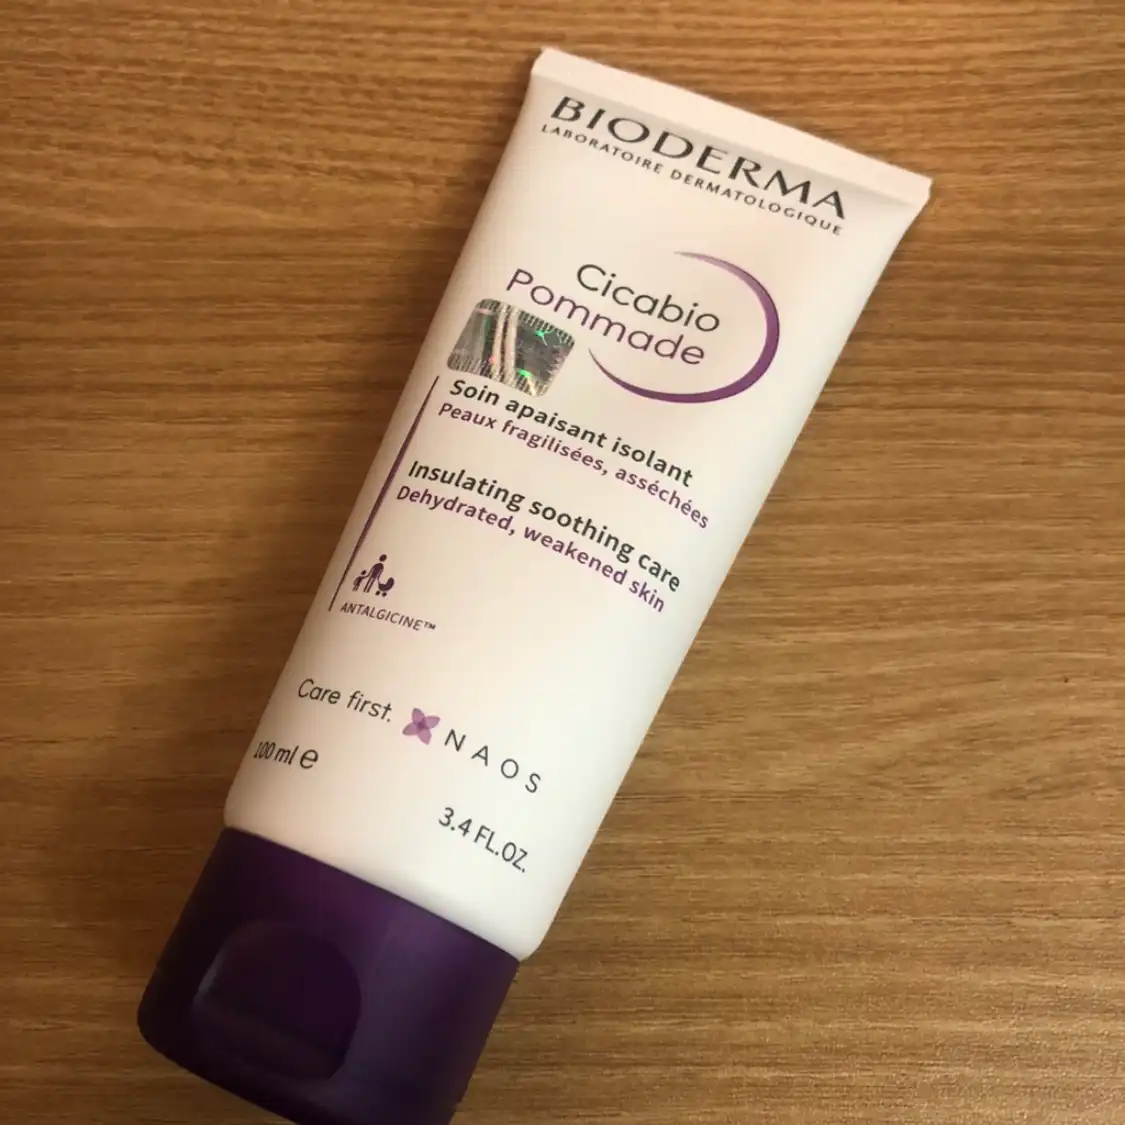 BIODERMA
LABORATOIRE DERMATOLOGIQUE
Cicabio
Pommade
Soin apaisant isolant
Peaux fragilisées, asséchées
Insulating soothing care
Dehydrated, weakened skin
ANTALGICINE™
Care first.
NAOS
100 ml e
3.4 FL.OZ.